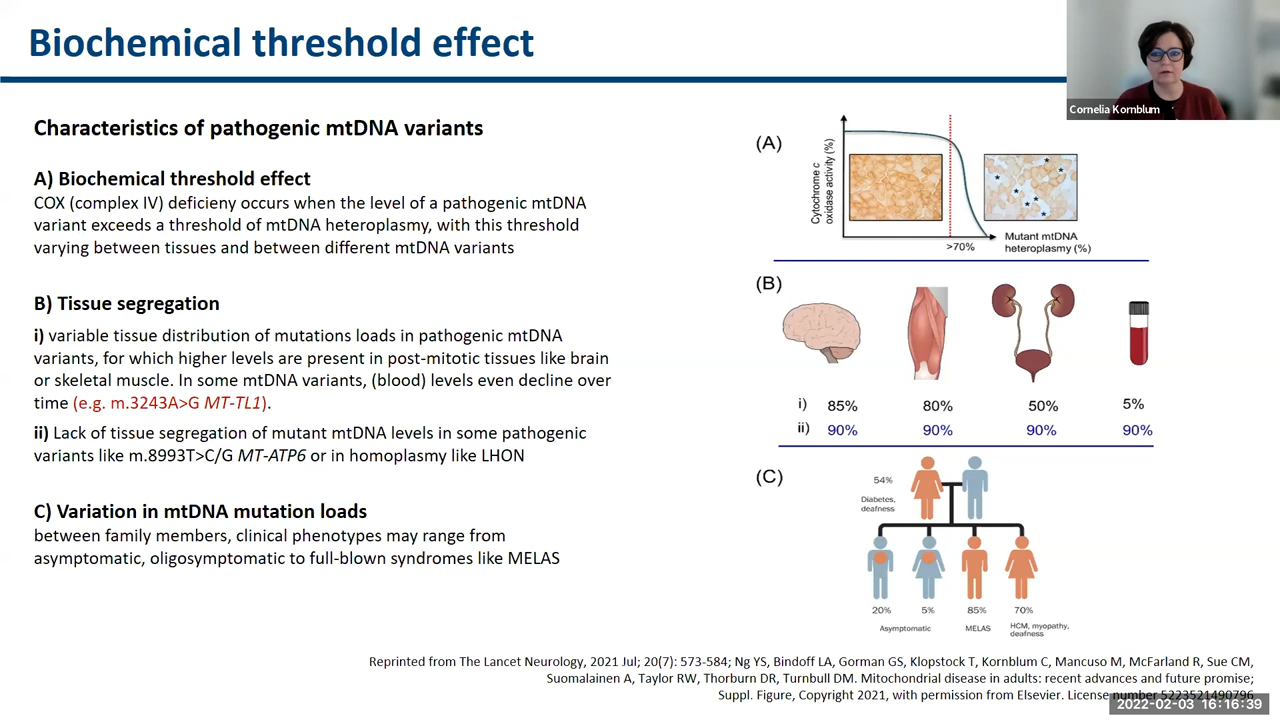 Biochemical threshold effect
Cornelia Kornblum
Characteristics of pathogenic mtDNA variants
A) Biochemical threshold effect
COX (complex IV) deficieny occurs when the level of a pathogenic mtDNA
variant exceeds a threshold of mtDNA heteroplasmy, with this threshold
varying between tissues and between different mtDNA variants
B) Tissue segregation
i) variable tissue distribution of mutations loads in pathogenic mtDNA
variants, for which higher levels are present in post-mitotic tissues like brain
or skeletal muscle. In some mtDNA variants, (blood) levels even decline over
time (e.g. m.3243A>G MT-TL1).
ii) Lack of tissue segregation of mutant mtDNA levels in some pathogenic
variants like m.8993T>C/G MT-ATP6 or in homoplasmy like LHON
C) Variation in mtDNA mutation loads
between family members, clinical phenotypes may range from
asymptomatic, oligosymptomatic to full-blown syndromes like MELAS
(A)
Cytochrome c
oxidase activity (%)
>70%
Mutant mtDNA
heteroplasmy (%)
(B)
i) 85% 80% 50% 5%
ii) 90% 90% 90% 90%
(C)
54%
Diabetes,
deafness
20% 5% 85% 70%
Asymptomatic MELAS HCM, myopathy,
deafness
Reprinted from The Lancet Neurology, 2021 Jul; 20(7): 573-584; Ng YS, Bindoff LA, Gorman GS, Klopstock T, Kornblum C, Mancuso M, McFarland R, Sue CM,
Suomalainen A, Taylor RW, Thorburn DR, Turnbull DM. Mitochondrial disease in adults: recent advances and future promise;
Suppl. Figure, Copyright 2021, with permission from Elsevier. License number 5223521490796
2022-02-03 16:16:39